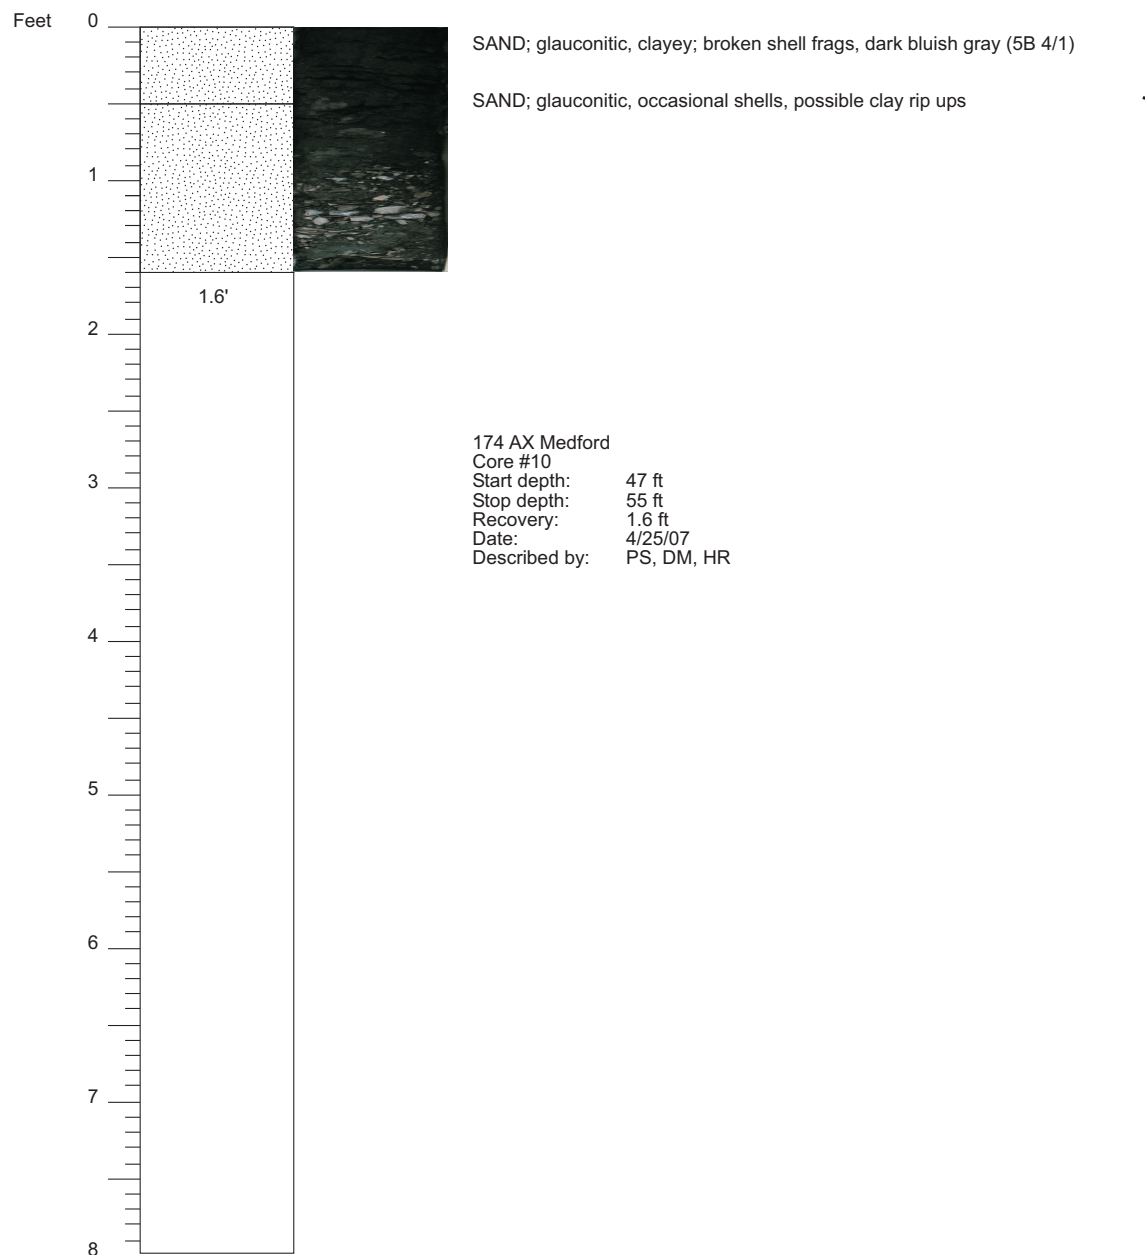 Feet
0
SAND; glauconitic, clayey; broken shell frags, dark bluish gray (5B 4/1)
SAND; glauconitic, occasional shells, possible clay rip ups
1
1.6'
2
174 AX Medford
Core #10
3
Start depth: 47 ft
Stop depth: 55 ft
Recovery: 1.6 ft
Date: 4/25/07
Described by: PS, DM, HR
4
5
6
7
8